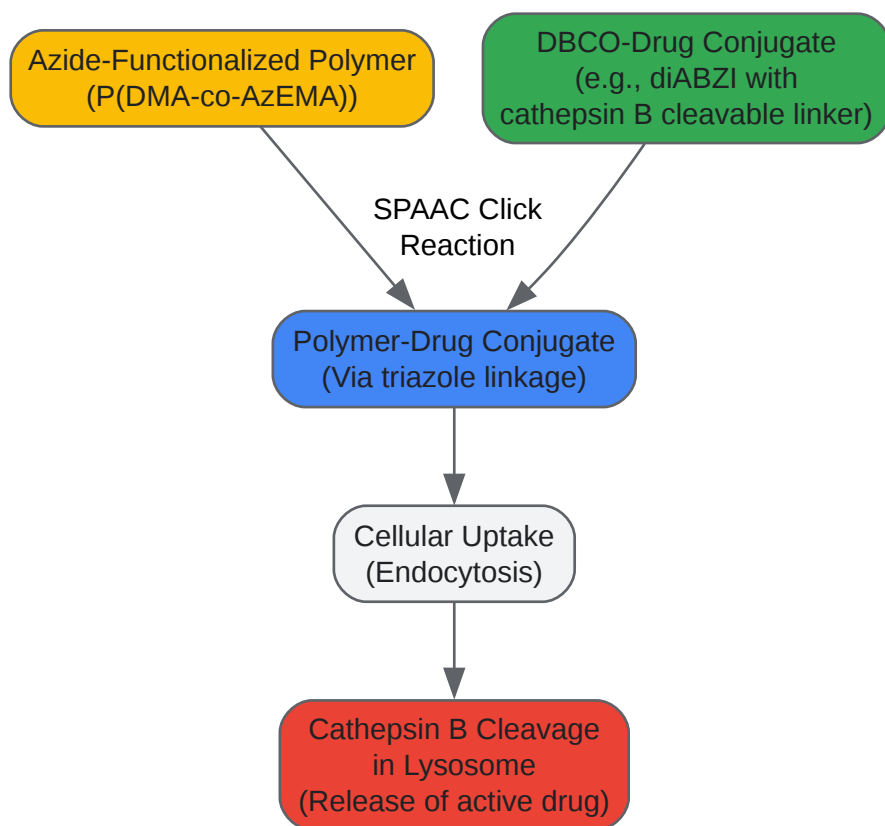 Azide-Functionalized Polymer
(P(DMA-co-AzEMA))
DBCO-Drug Conjugate
(e.g., diABZI with
cathepsin B cleavable linker)
SPAAC Click
Reaction
Polymer-Drug Conjugate
(Via triazole linkage)
Cellular Uptake
(Endocytosis)
Cathepsin B Cleavage
in Lysosome
(Release of active drug)